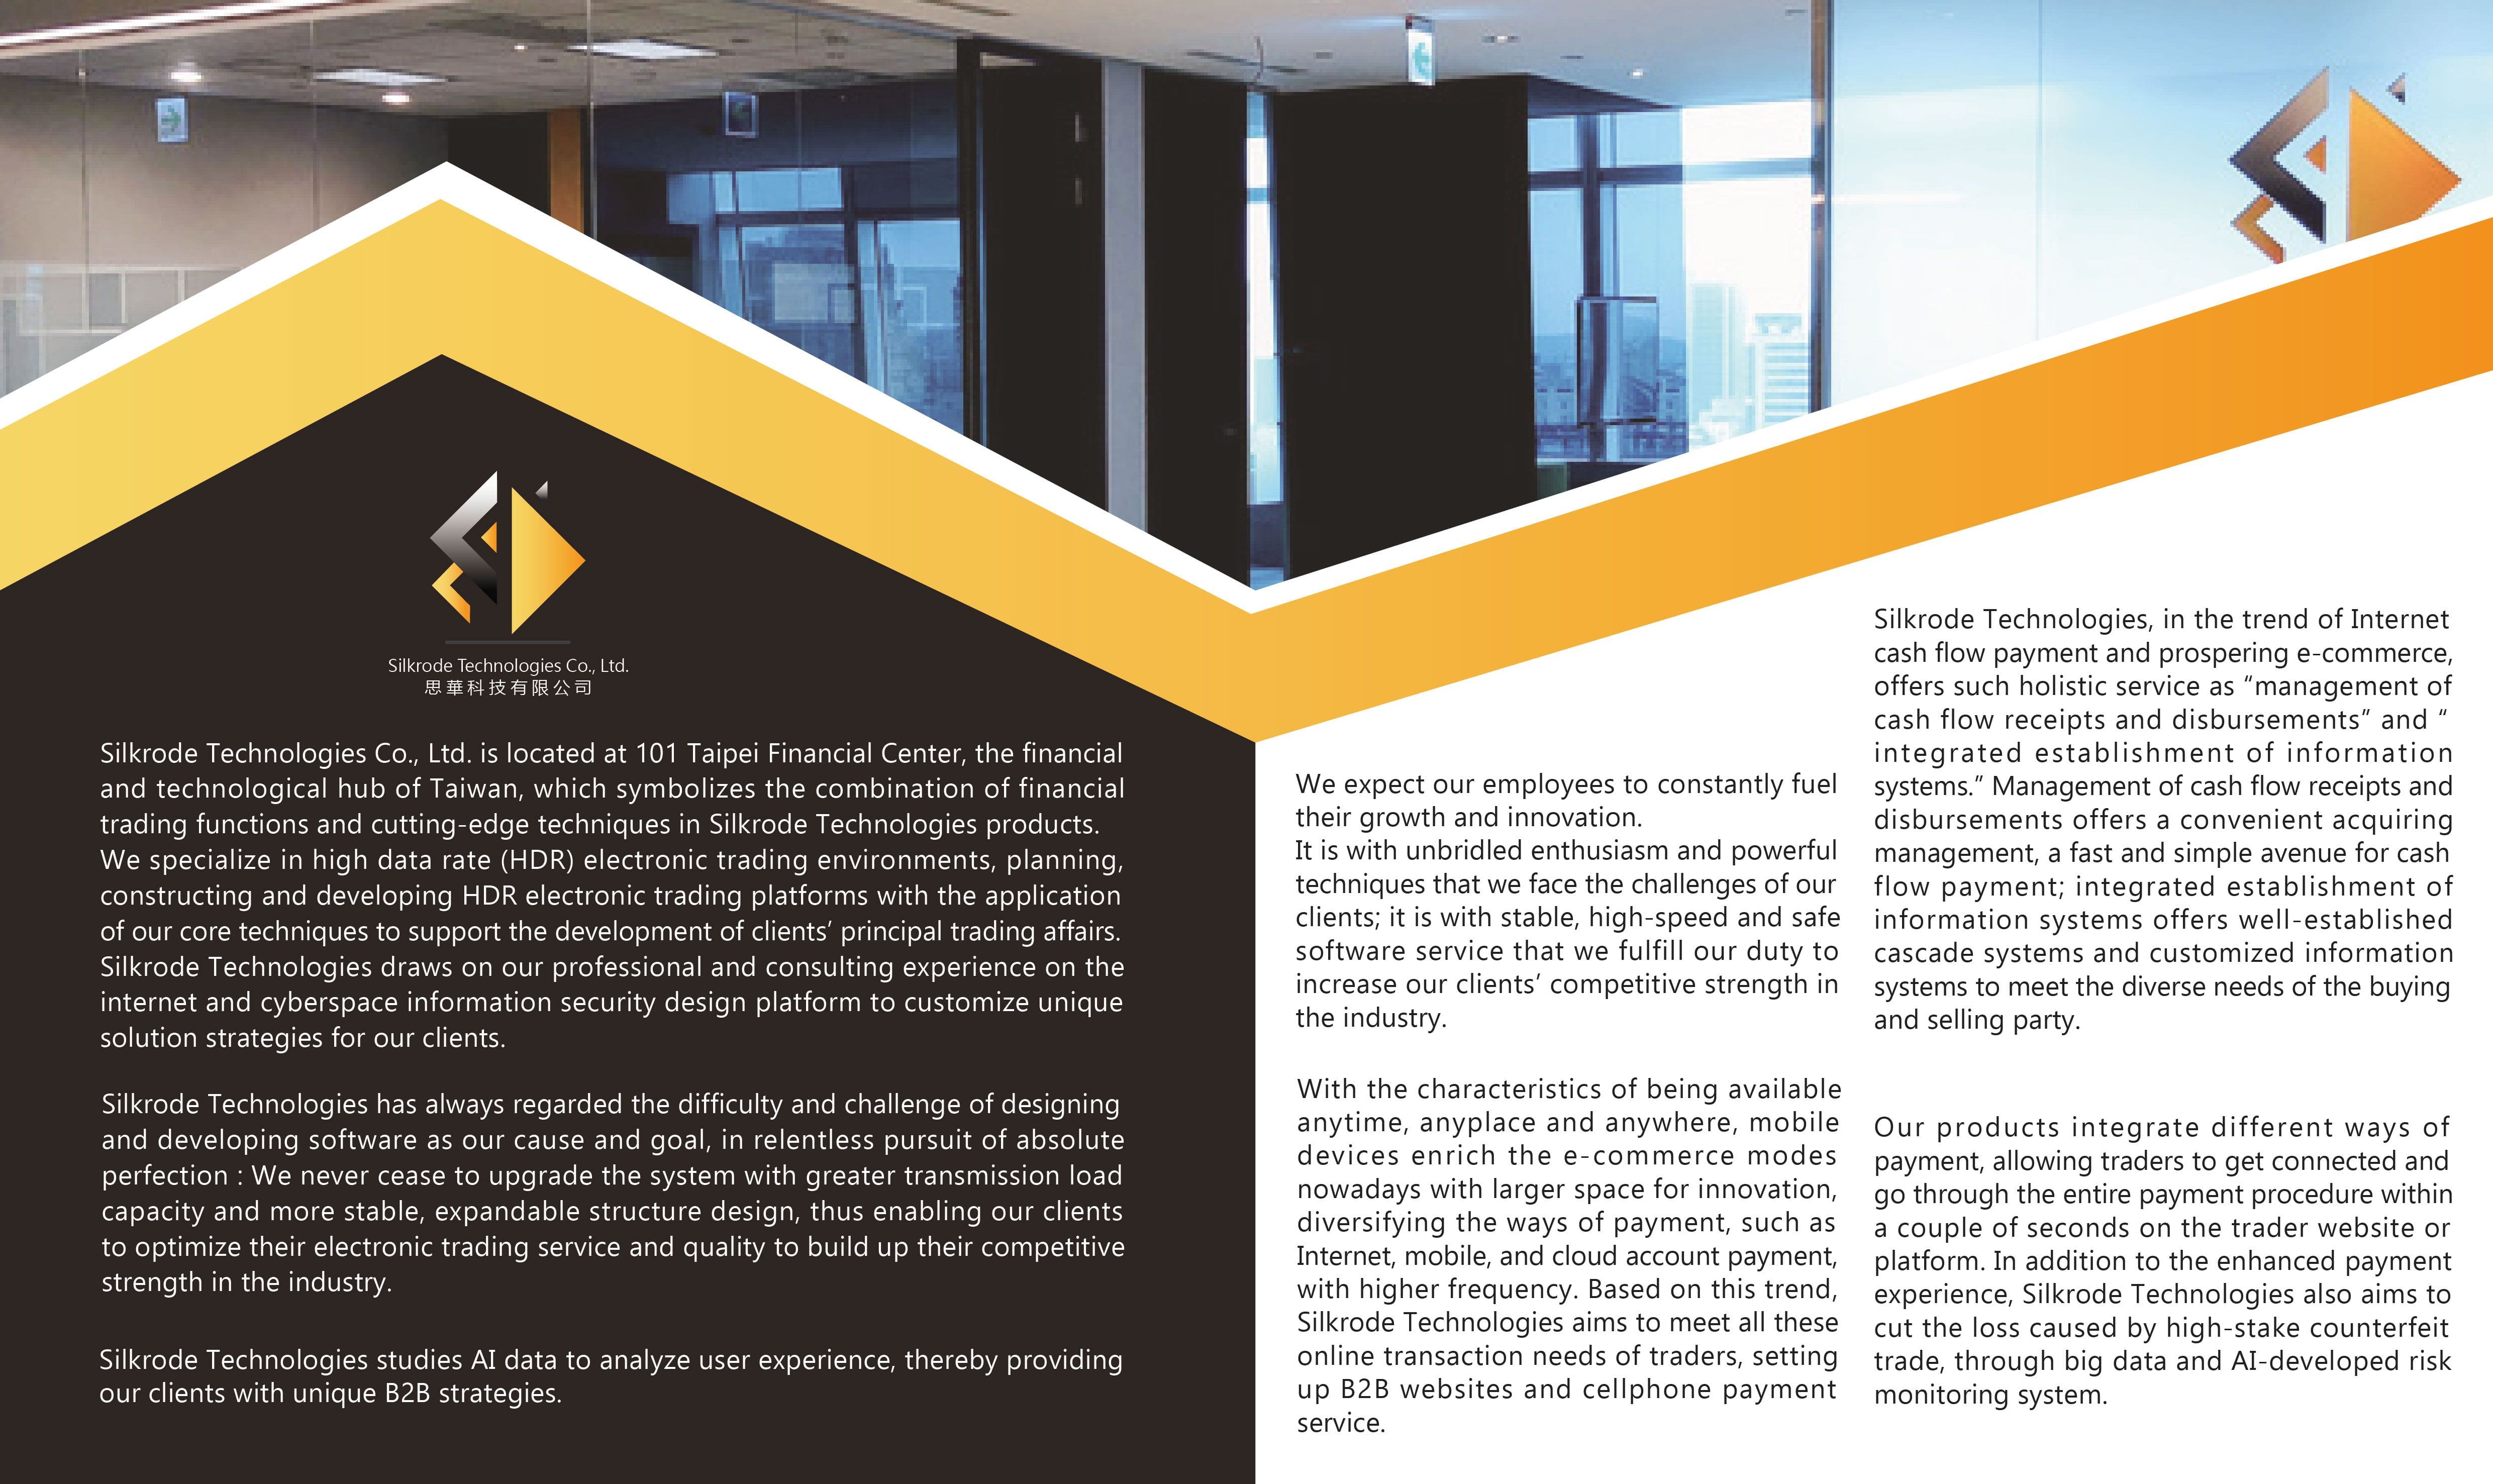 Silkrode Technologies Co., Ltd.
思華科技有限公司
Silkrode Technologies Co., Ltd. is located at 101 Taipei Financial Center, the financial
and technological hub of Taiwan, which symbolizes the combination of financial
trading functions and cutting-edge techniques in Silkrode Technologies products.
We specialize in high data rate (HDR) electronic trading environments, planning,
constructing and developing HDR electronic trading platforms with the application
of our core techniques to support the development of clients’ principal trading affairs.
Silkrode Technologies draws on our professional and consulting experience on the
internet and cyberspace information security design platform to customize unique
solution strategies for our clients.
Silkrode Technologies has always regarded the difficulty and challenge of designing
and developing software as our cause and goal, in relentless pursuit of absolute
perfection : We never cease to upgrade the system with greater transmission load
capacity and more stable, expandable structure design, thus enabling our clients
to optimize their electronic trading service and quality to build up their competitive
strength in the industry.
Silkrode Technologies studies AI data to analyze user experience, thereby providing
our clients with unique B2B strategies.
We expect our employees to constantly fuel
their growth and innovation.
It is with unbridled enthusiasm and powerful
techniques that we face the challenges of our
clients; it is with stable, high-speed and safe
software service that we fulfill our duty to
increase our clients’ competitive strength in
the industry.
With the characteristics of being available
anytime, anyplace and anywhere, mobile
devices enrich the e-commerce modes
nowadays with larger space for innovation,
diversifying the ways of payment, such as
Internet, mobile, and cloud account payment,
with higher frequency. Based on this trend,
Silkrode Technologies aims to meet all these
online transaction needs of traders, setting
up B2B websites and cellphone payment
service.
Silkrode Technologies, in the trend of Internet
cash flow payment and prospering e-commerce,
offers such holistic service as “management of
cash flow receipts and disbursements” and “
integrated establishment of information
systems.” Management of cash flow receipts and
disbursements offers a convenient acquiring
management, a fast and simple avenue for cash
flow payment; integrated establishment of
information systems offers well-established
cascade systems and customized information
systems to meet the diverse needs of the buying
and selling party.
Our products integrate different ways of
payment, allowing traders to get connected and
go through the entire payment procedure within
a couple of seconds on the trader website or
platform. In addition to the enhanced payment
experience, Silkrode Technologies also aims to
cut the loss caused by high-stake counterfeit
trade, through big data and AI-developed risk
monitoring system.